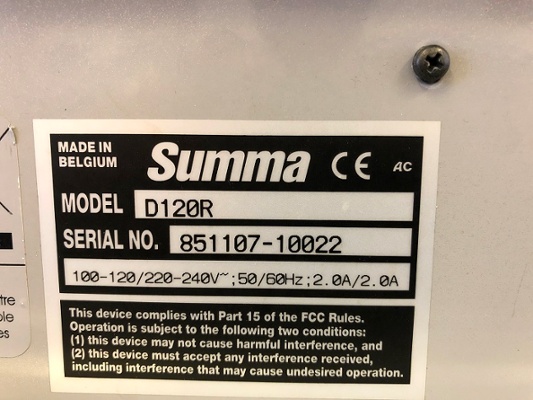 MADE IN
BELGIUM
Summa CE AC
MODEL D120R
SERIAL NO. 851107-10022
100-120/220-240V~;50/60Hz;2.0A/2.0A
This device complies with Part 15 of the FCC Rules.
Operation is subject to the following two conditions:
(1) this device may not cause harmful interference, and
(2) this device must accept any interference received,
including interference that may cause undesired operation.